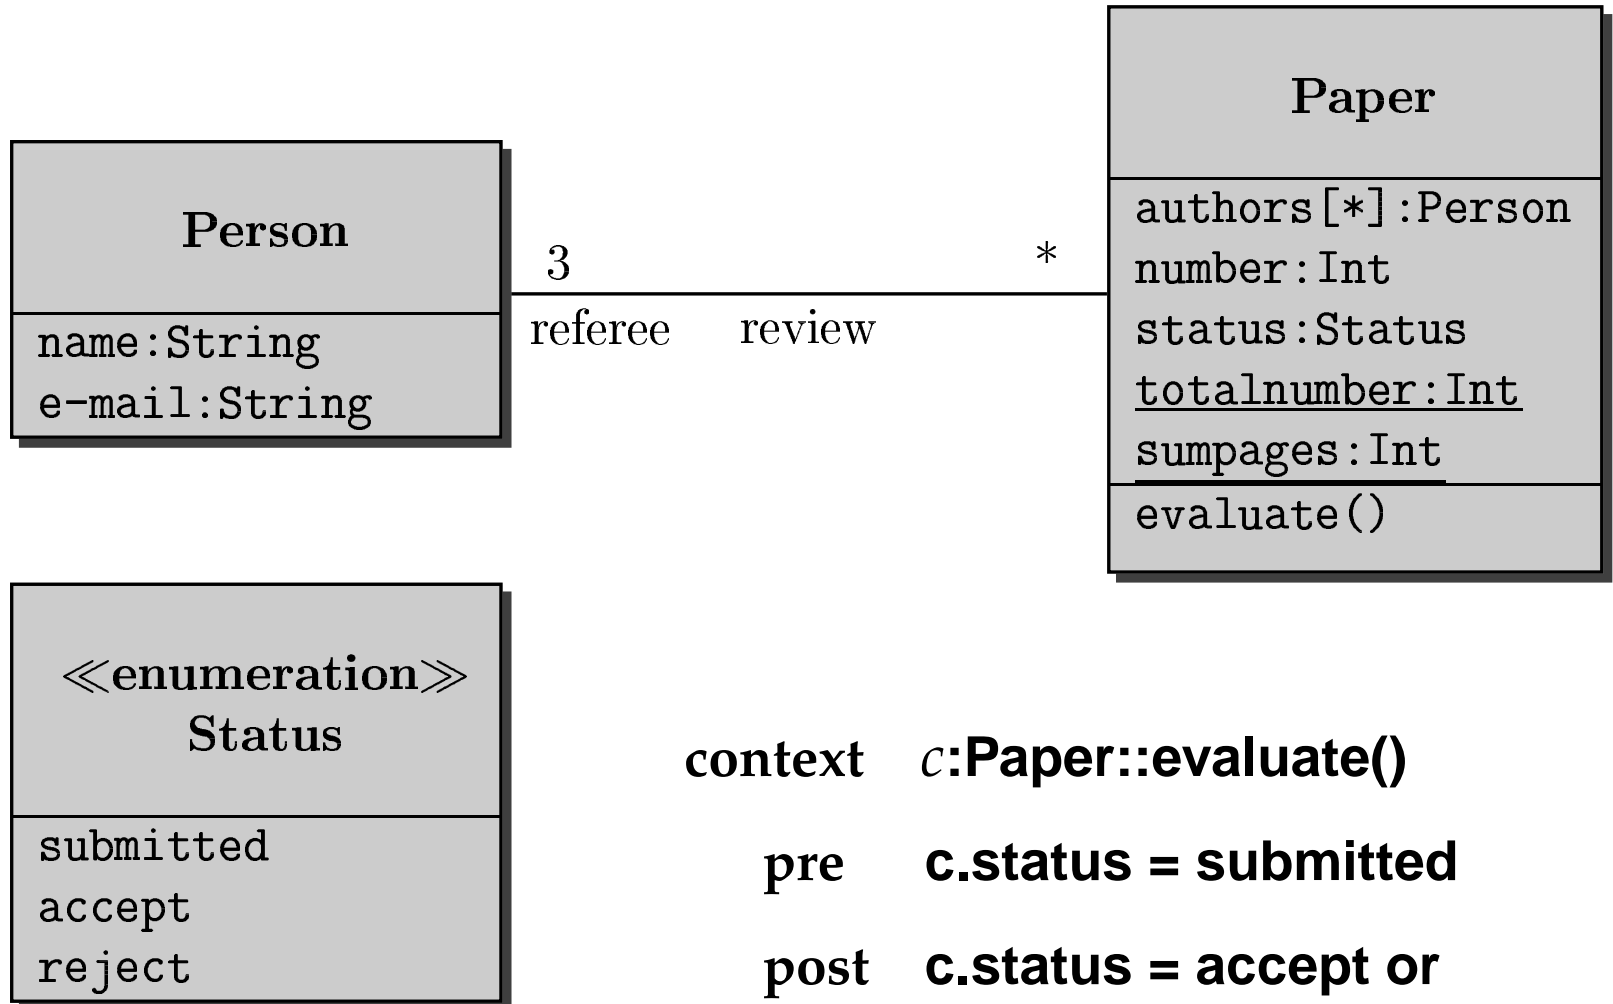 Person
name:String
e-mail:String
3
*
referee review
Paper
authors[*]:Person
number:Int
status:Status
totalnumber:Int
sumpages:Int
evaluate()
≪enumeration≫
Status
submitted
accept
reject
context c:Paper::evaluate()
pre c.status = submitted
post c.status = accept or